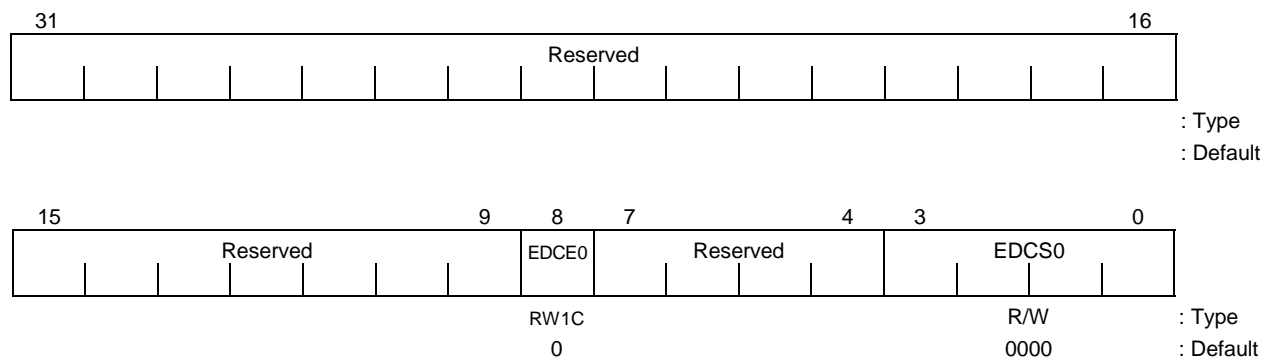 31 16
Reserved
: Type
: Default
15 9 8 7 4 3 0
Reserved EDCE0 Reserved EDCS0
RW1C R/W : Type
0 0000 : Default